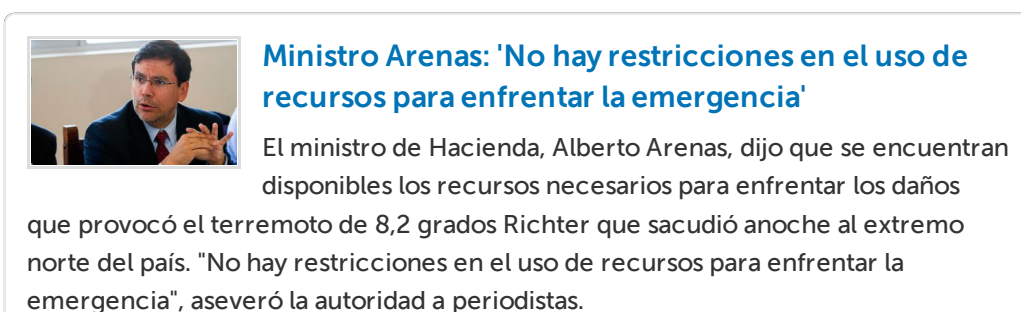 Ministro Arenas: 'No hay restricciones en el uso de
recursos para enfrentar la emergencia'
El ministro de Hacienda, Alberto Arenas, dijo que se encuentran
disponibles los recursos necesarios para enfrentar los daños
que provocó el terremoto de 8,2 grados Richter que sacudió anoche al extremo
norte del país. "No hay restricciones en el uso de recursos para enfrentar la
emergencia", aseveró la autoridad a periodistas.